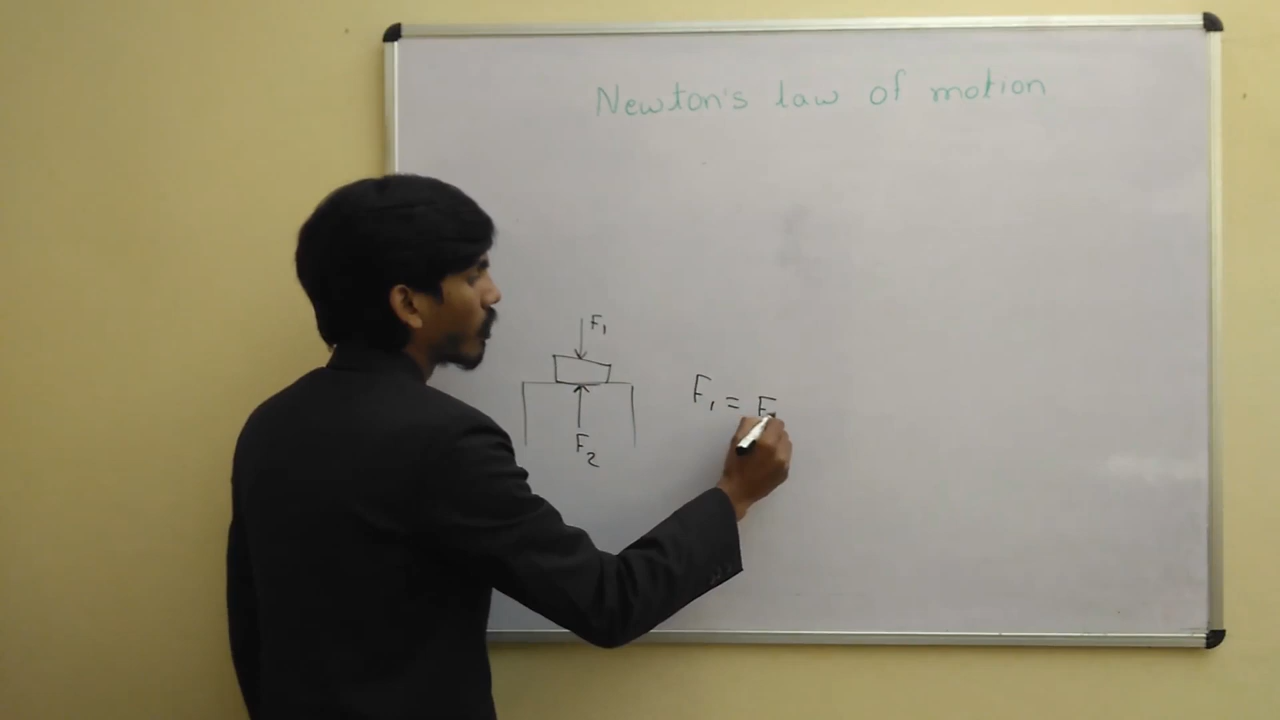 Newton's law of motion
F₁
F₁ = F
F₂